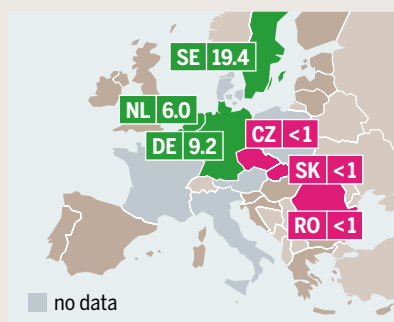 SE 19.4
NL 6.0
DE 9.2
CZ <1
SK <1
RO <1
no data